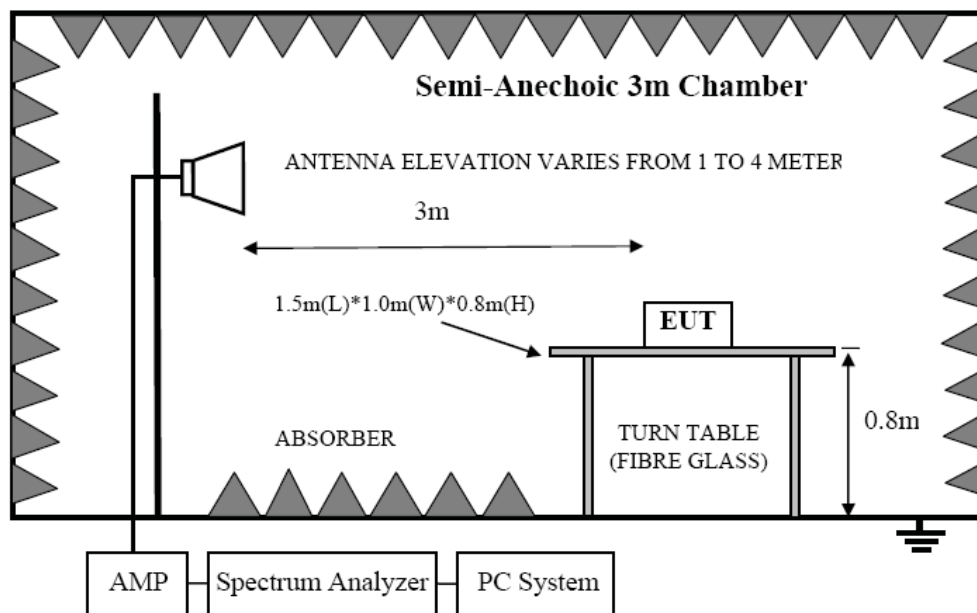 Semi-Anechoic 3m Chamber
ANTENNA ELEVATION VARIES FROM 1 TO 4 METER
3m
1.5m(L)*1.0m(W)*0.8m(H)
EUT
0.8m
ABSORBER
TURN TABLE
(FIBRE GLASS)
AMP
Spectrum Analyzer
PC System